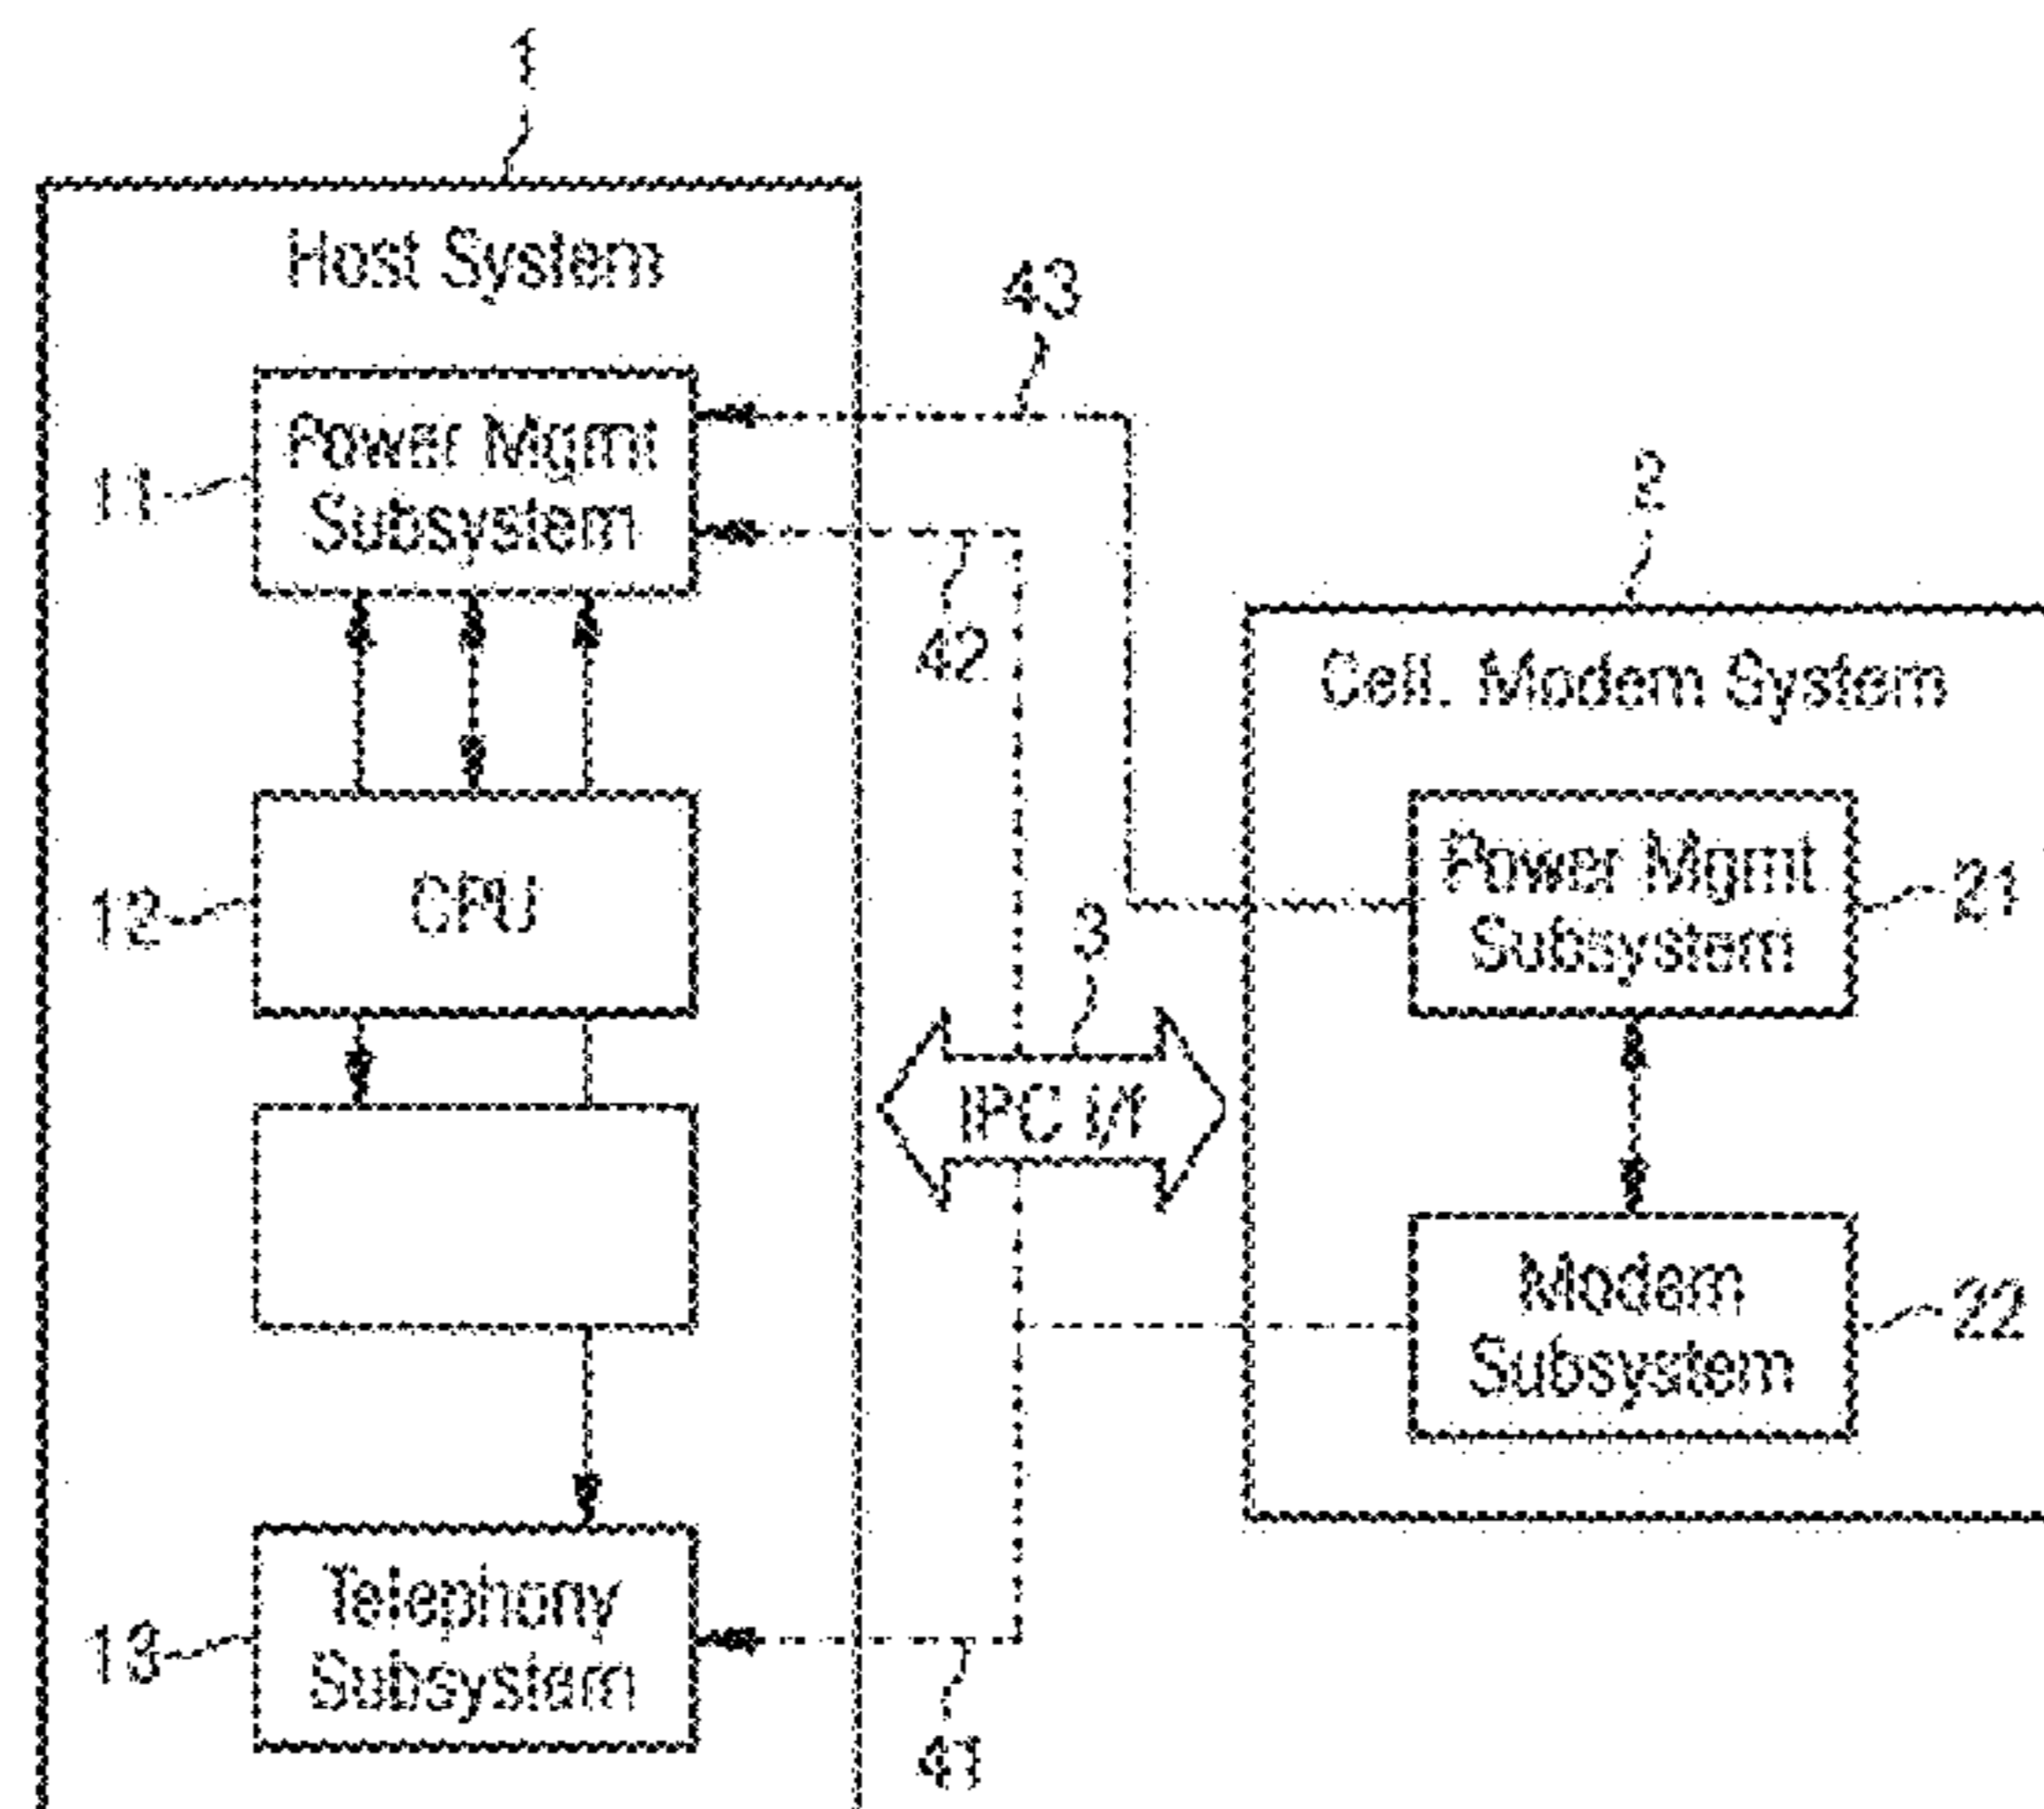 1
Host System
43
Power Mgmt
Subsystem
11
42
2
Cell. Modem System
CPU
12
Power Mgmt
Subsystem
21
3
IPC i/f
Modem
Subsystem
22
Telephony
Subsystem
13
41